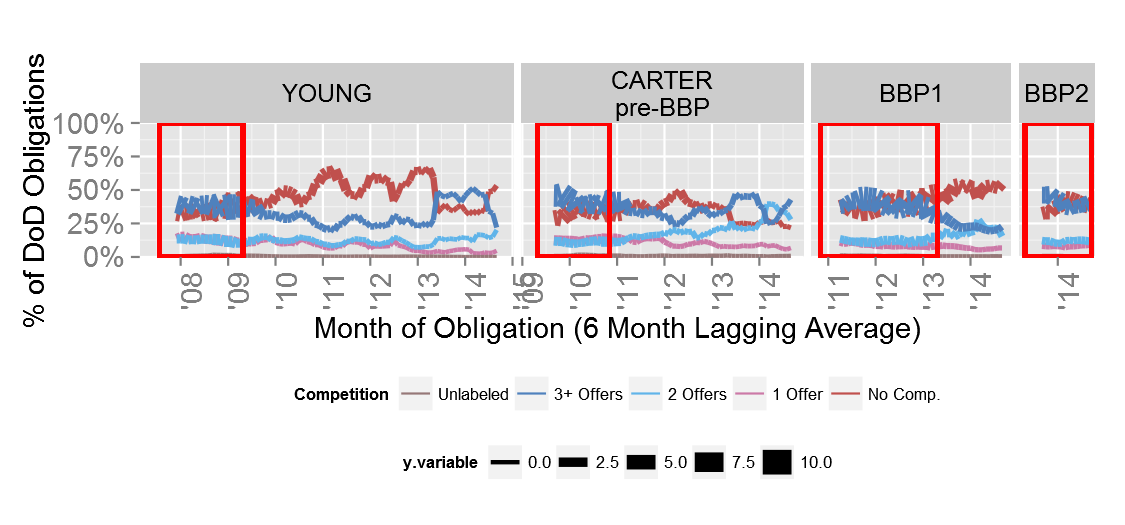 % of DoD Obligations
YOUNG
CARTER
pre-BBP
BBP1
BBP2
100%
75%
50%
25%
0%
'08 '09 '10 '11 '12 '13 '14 '15 '09 '10 '11 '12 '13 '14 '11 '12 '13 '14 '14
Month of Obligation (6 Month Lagging Average)
Competition Unlabeled 3+ Offers 2 Offers 1 Offer No Comp.
y.variable 0.0 2.5 5.0 7.5 10.0